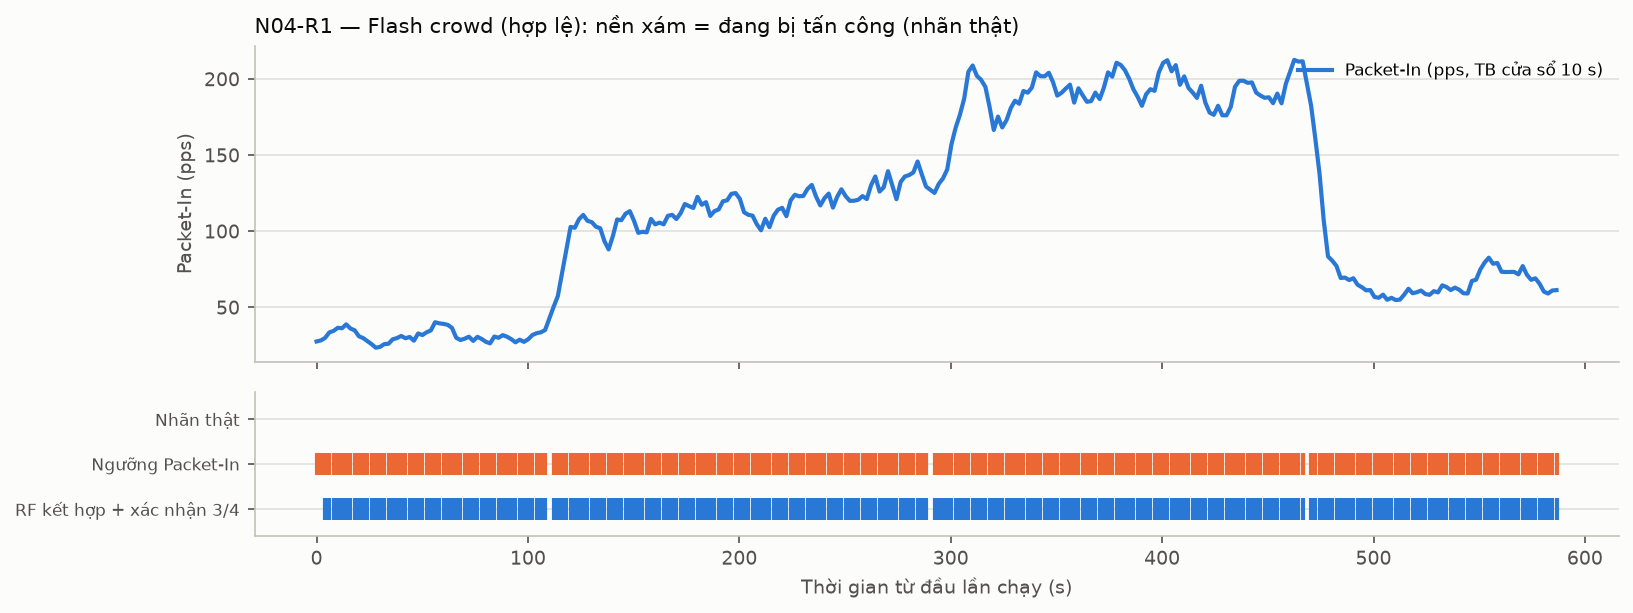 N04-R1 — Flash crowd (hợp lệ): nền xám = đang bị tấn công (nhãn thật)
Packet-In (pps, TB cửa sổ 10 s)
Packet-In (pps)
200
150
100
50
Nhãn thật
Ngưỡng Packet-In
RF kết hợp + xác nhận 3/4
0 100 200 300 400 500 600
Thời gian từ đầu lần chạy (s)